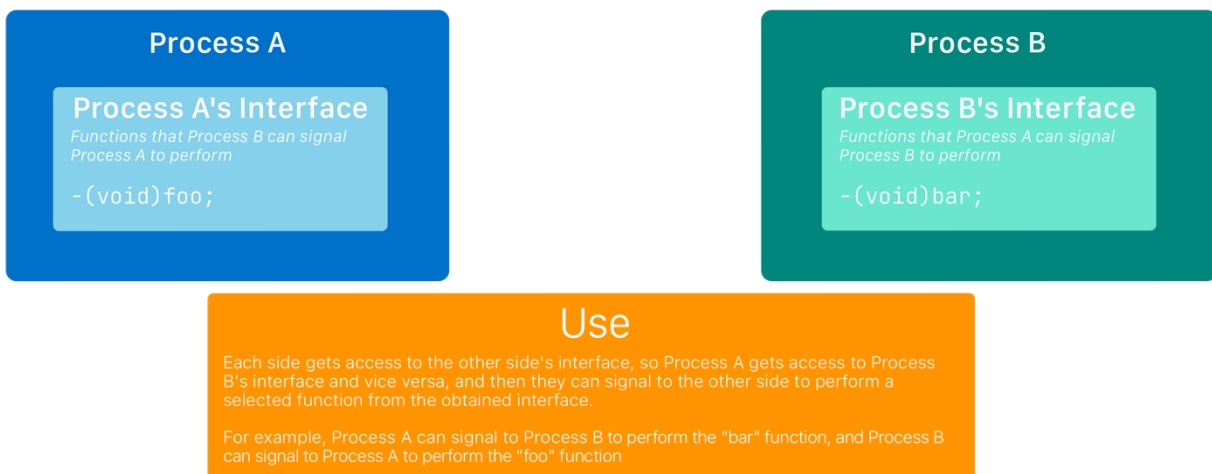 Process A
Process A's Interface
Functions that Process B can signal
Process A to perform
-(void)foo;
Process B
Process B's Interface
Functions that Process A can signal
Process B to perform
-(void)bar;
Use
Each side gets access to the other side's interface, so Process A gets access to Process
B's interface and vice versa, and then they can signal to the other side to perform a
selected function from the obtained interface.
For example, Process A can signal to Process B to perform the "bar" function, and Process B
can signal to Process A to perform the "foo" function